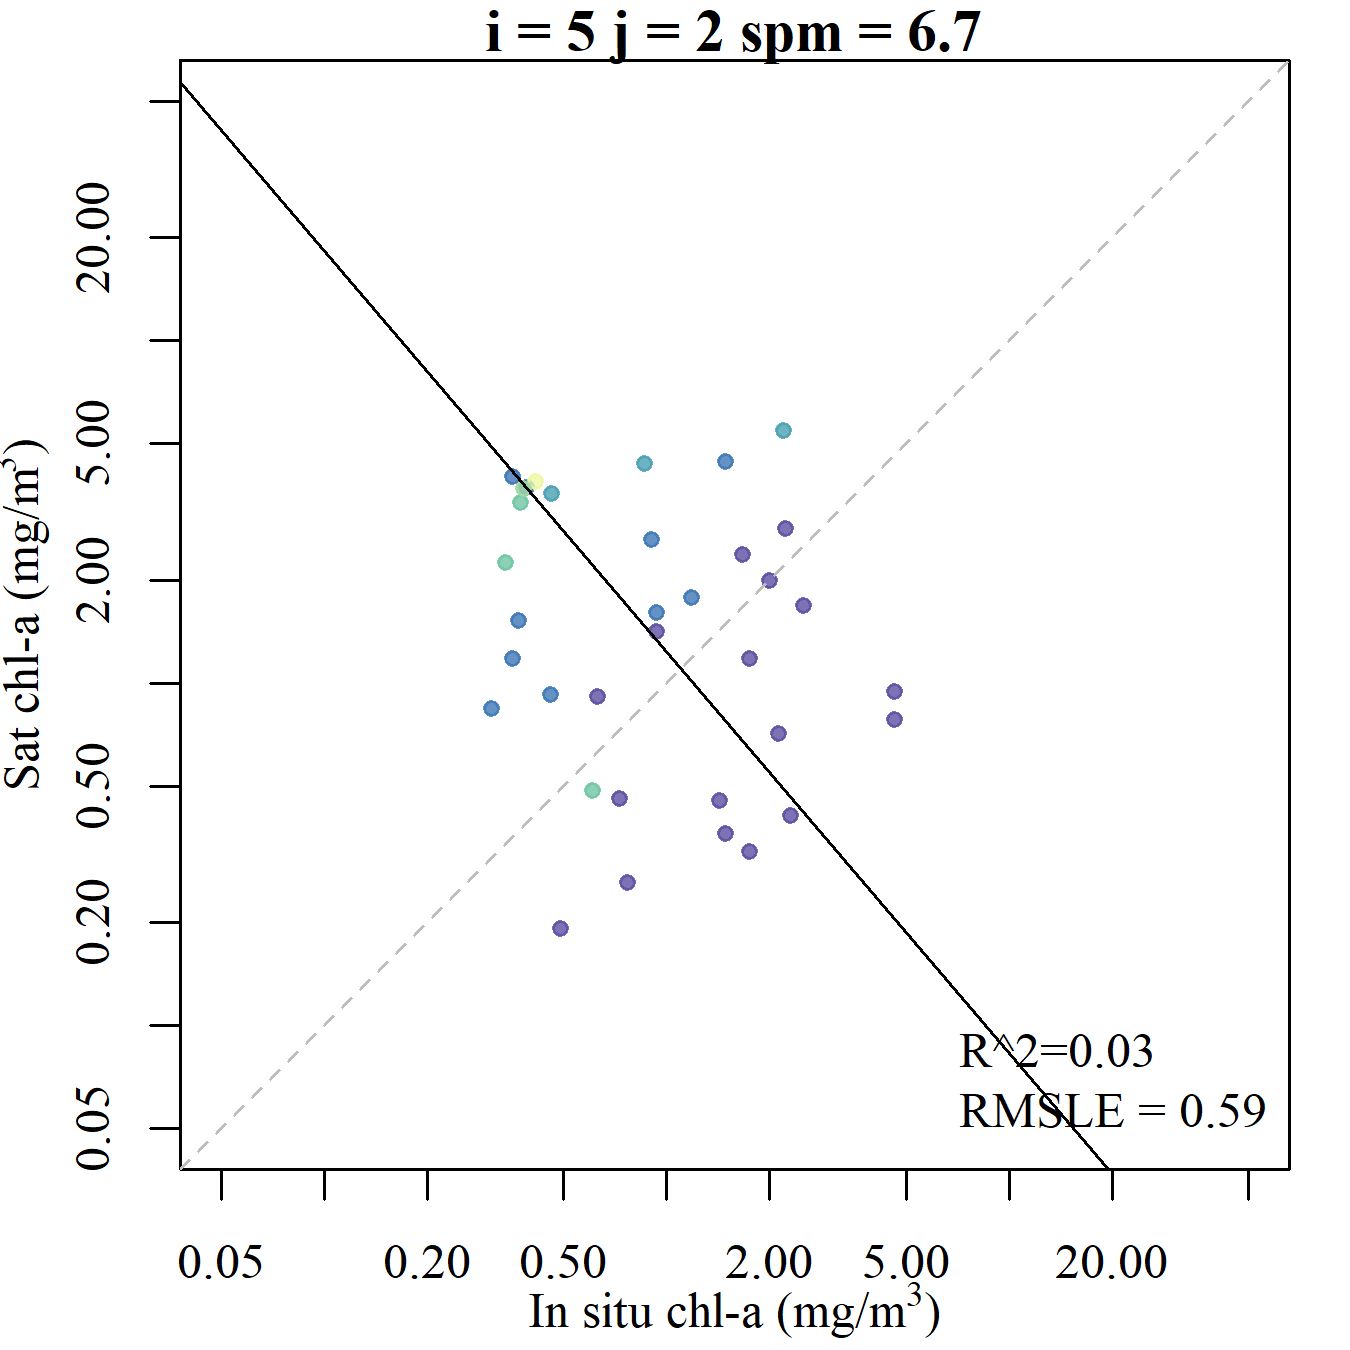 i = 5 j = 2 spm = 6.7
Sat chl-a (mg/m³)
20.00
5.00
2.00
0.50
0.20
0.05
R^2=0.03
RMSLE = 0.59
0.05 0.20 0.50 2.00 5.00 20.00
In situ chl-a (mg/m³)